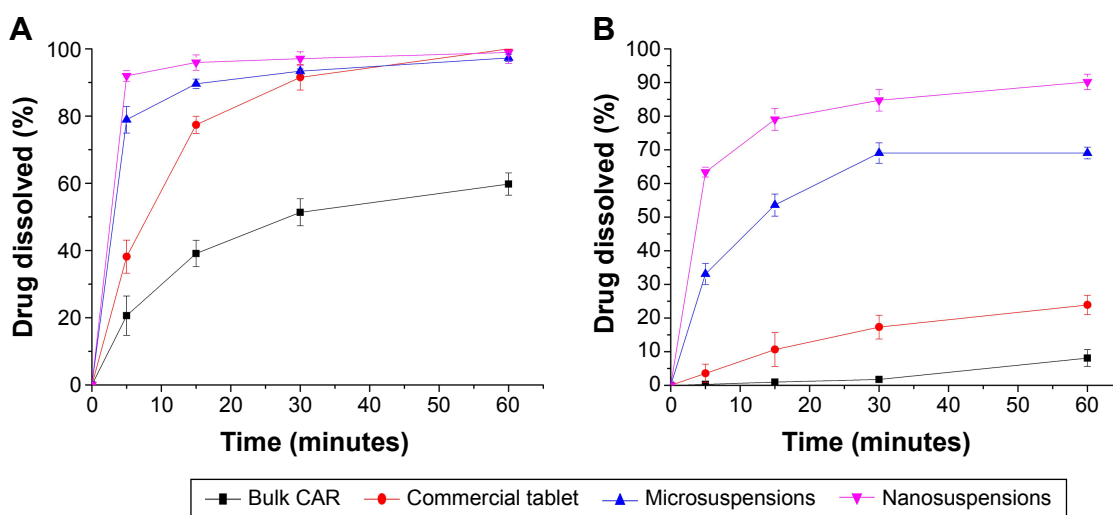 A
B
Drug dissolved (%)
100
80
60
40
20
0
0 10 20 30 40 50 60
Time (minutes)
Drug dissolved (%)
100
90
80
70
60
50
40
30
20
10
0
0 10 20 30 40 50 60
Time (minutes)
Bulk CAR Commercial tablet Microsuspensions Nanosuspensions